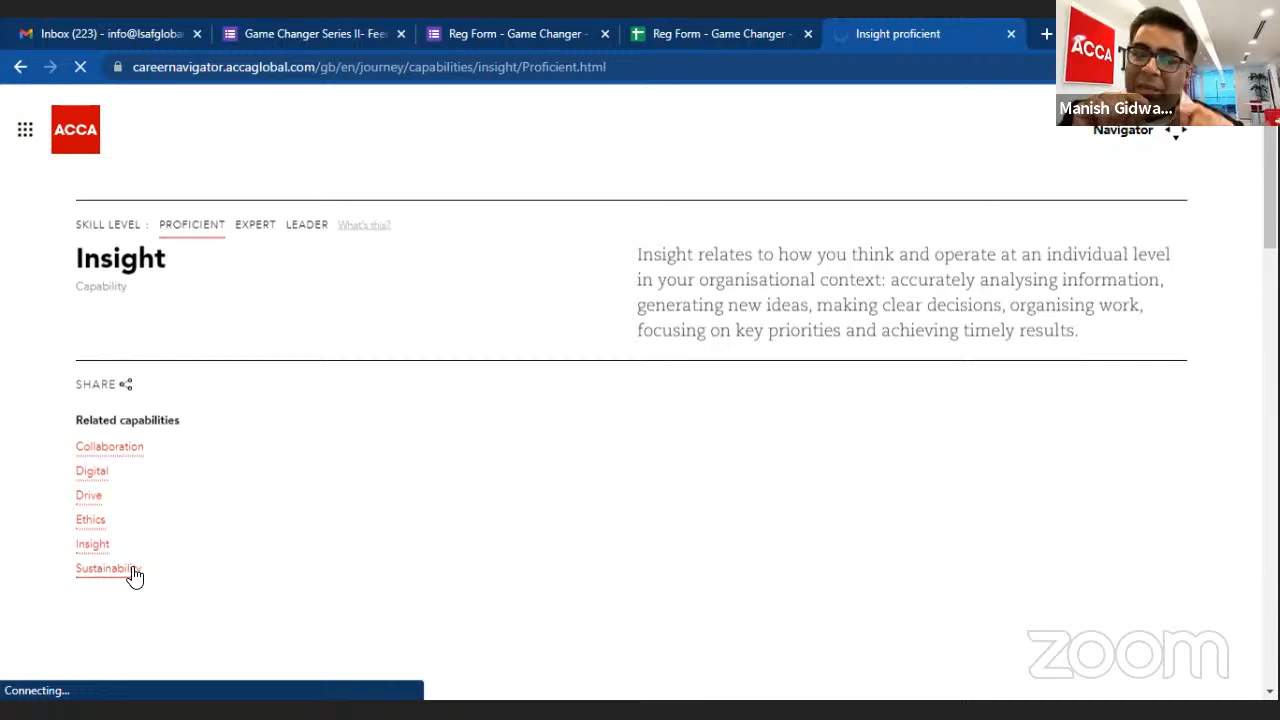 Inbox (223) - info@lsafglobal
Game Changer Series II- Fee
Reg Form - Game Changer -
Reg Form - Game Changer -
Insight proficient
careernavigator.accaglobal.com/gb/en/journey/capabilities/insight/Proficient.html
ACCA
Manish Gidwa...
ACCA
Navigator
SKILL LEVEL : PROFICIENT EXPERT LEADER What's this?
Insight
Capability
Insight relates to how you think and operate at an individual level
in your organisational context: accurately analysing information,
generating new ideas, making clear decisions, organising work,
focusing on key priorities and achieving timely results.
SHARE
Related capabilities
Collaboration
Digital
Drive
Ethics
Insight
Sustainability
zoom
Connecting...